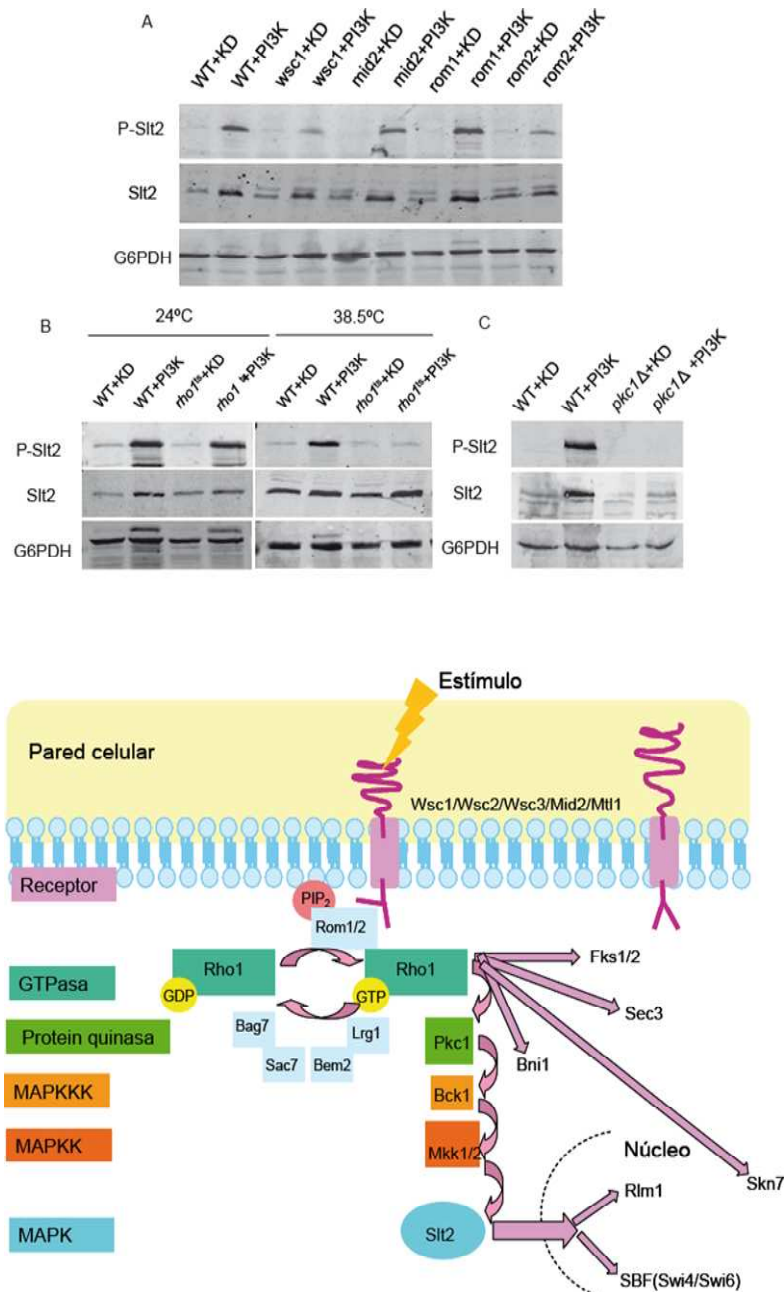 A
WT+KD
WT+PI3K
wsc1+KD
wsc1+PI3K
mid2+KD
mid2+PI3K
rom1+KD
rom1+PI3K
rom2+KD
rom2+PI3K
P-Slt2
Slt2
G6PDH
B
24ºC
38.5ºC
WT+KD
WT+PI3K
rho1ts+KD
rho1 ts+PI3K
WT+KD
WT+PI3K
rho1ts+KD
rho1ts+PI3K
P-Slt2
Slt2
G6PDH
C
WT+KD
WT+PI3K
pkc1Δ+KD
pkc1Δ +PI3K
P-Slt2
Slt2
G6PDH
Estímulo
Pared celular
Wsc1/Wsc2/Wsc3/Mid2/Mtl1
Receptor
PIP2
Rom1/2
GTPasa
Rho1
GDP
Rho1
GTP
Fks1/2
Sec3
Protein quinasa
Bag7
Lrg1
Sac7
Bem2
Pkc1
Bni1
MAPKKK
Bck1
MAPKK
Mkk1/2
Núcleo
Skn7
Rlm1
MAPK
Slt2
SBF(Swi4/Swi6)